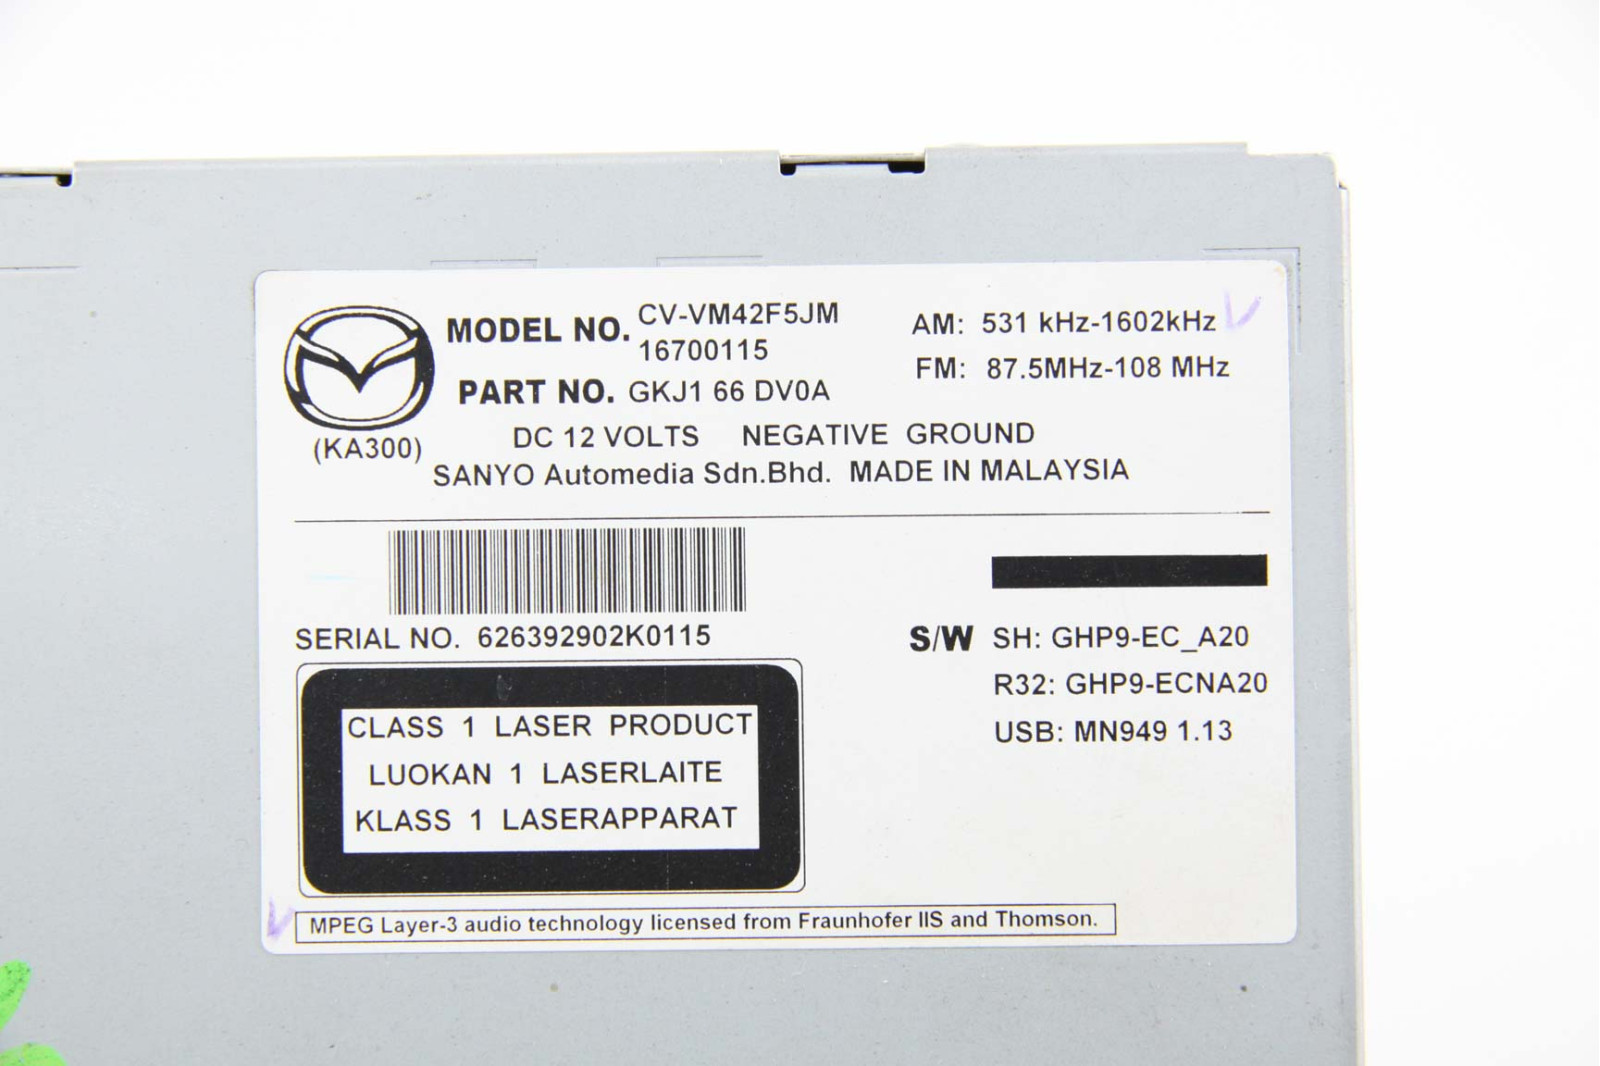 MODEL NO. CV-VM42F5JM
16700115
AM: 531 kHz-1602kHz
FM: 87.5MHz-108 MHz
PART NO. GKJ1 66 DV0A
(KA300)
DC 12 VOLTS NEGATIVE GROUND
SANYO Automedia Sdn.Bhd. MADE IN MALAYSIA
SERIAL NO. 626392902K0115
S/W SH: GHP9-EC_A20
R32: GHP9-ECNA20
USB: MN949 1.13
CLASS 1 LASER PRODUCT
LUOKAN 1 LASERLAITE
KLASS 1 LASERAPPARAT
MPEG Layer-3 audio technology licensed from Fraunhofer IIS and Thomson.